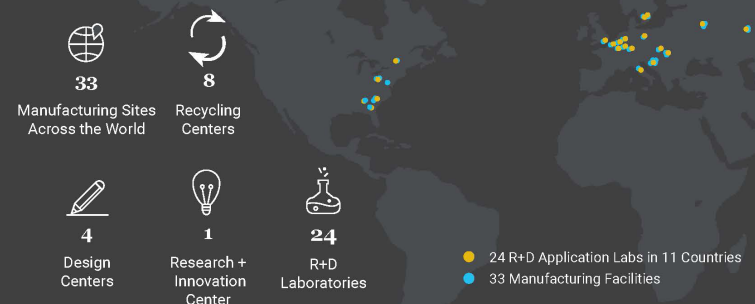 33
Manufacturing Sites
Across the World
8
Recycling
Centers
4
Design
Centers
1
Research +
Innovation
Center
24
R+D
Laboratories
24 R+D Application Labs in 11 Countries
33 Manufacturing Facilities